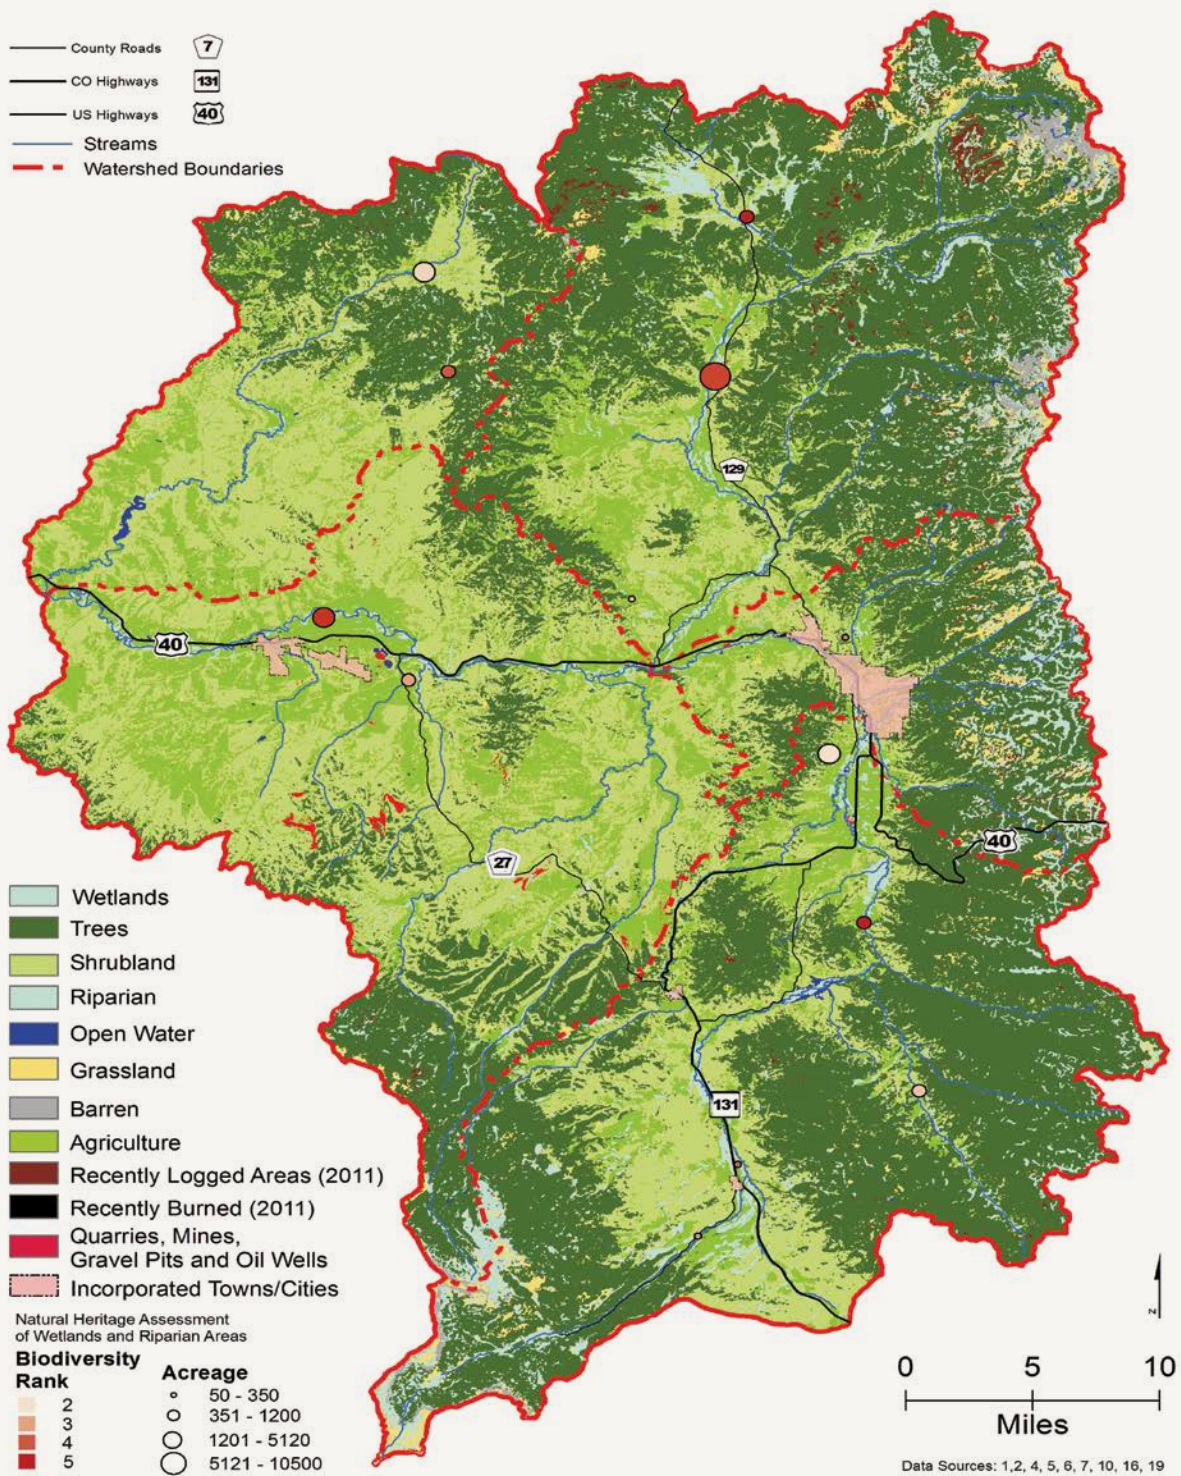 County Roads 7
CO Highways 131
US Highways 40
Streams
Watershed Boundaries
129
40
40
27
131
Wetlands
Trees
Shrubland
Riparian
Open Water
Grassland
Barren
Agriculture
Recently Logged Areas (2011)
Recently Burned (2011)
Quarries, Mines,
Gravel Pits and Oil Wells
Incorporated Towns/Cities
Natural Heritage Assessment
of Wetlands and Riparian Areas
Biodiversity
Rank
2
3
4
5
Acreage
50 - 350
351 - 1200
1201 - 5120
5121 - 10500
N
0 5 10
Miles
Data Sources: 1,2, 4, 5, 6, 7, 10, 16, 19